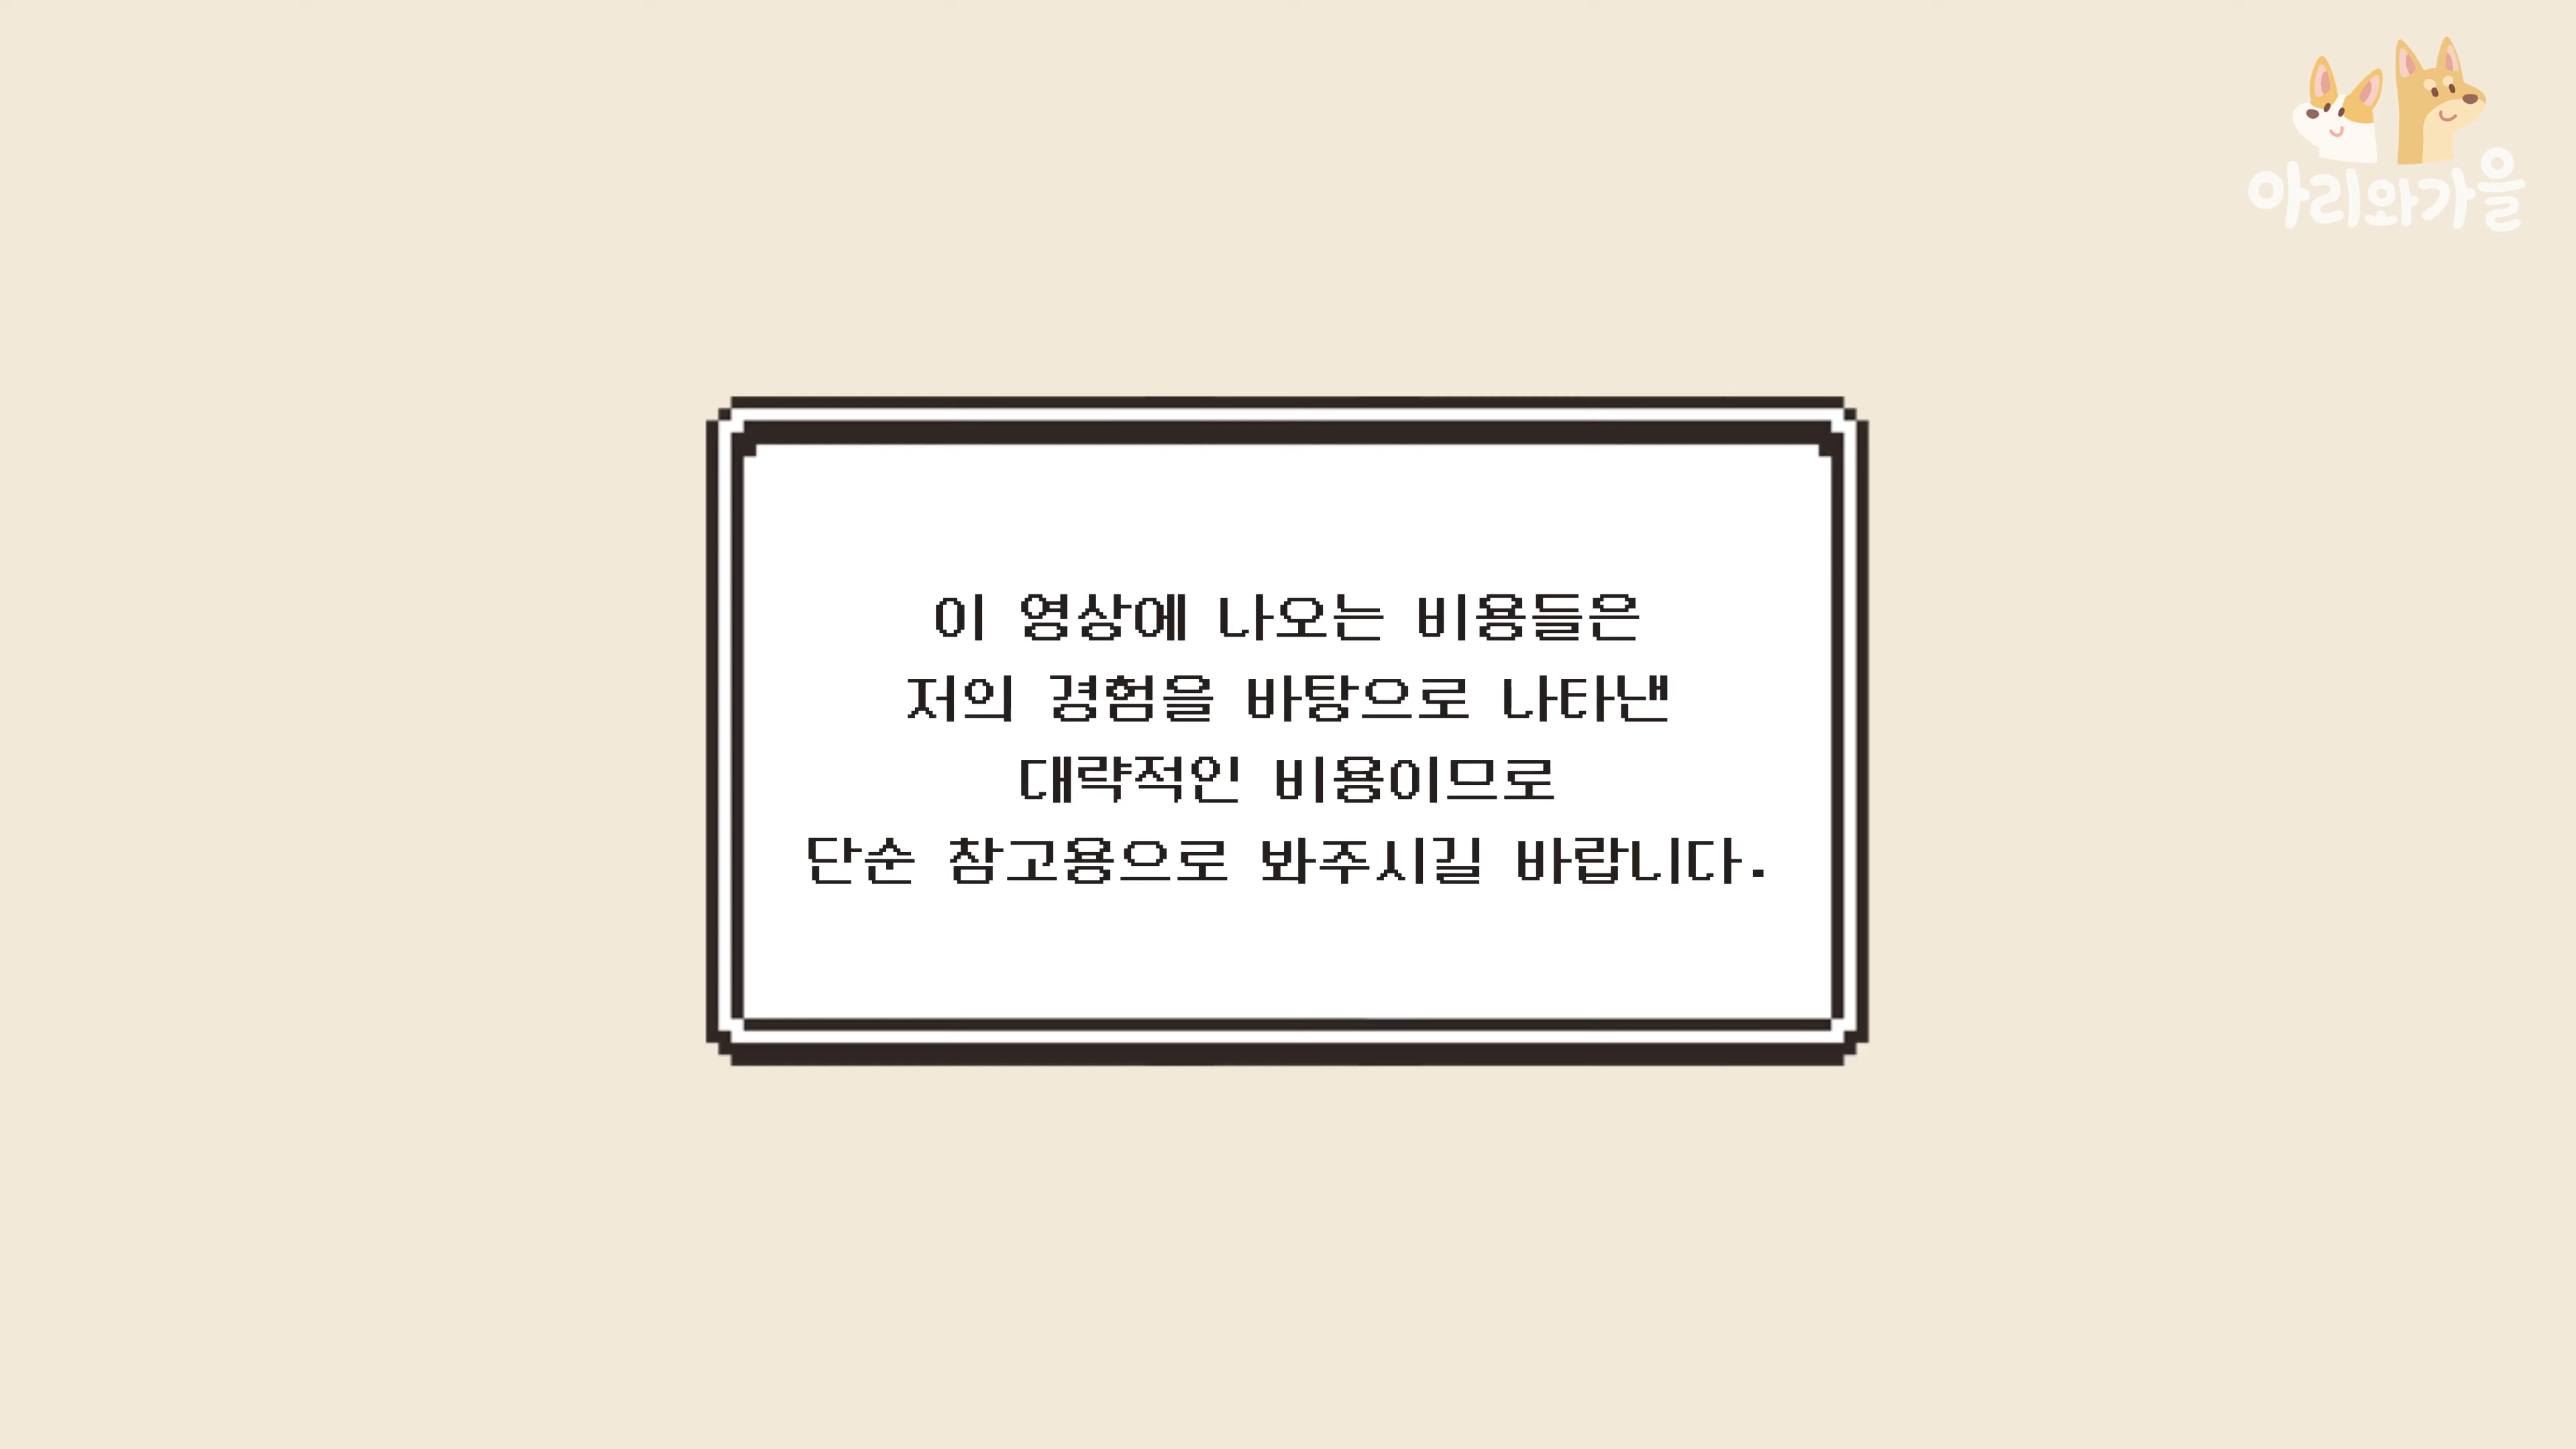 아리와가을
이 영상에 나오는 비용들은
저의 경험을 바탕으로 나타낸
대략적인 비용이므로
단순 참고용으로 봐주시길 바랍니다.